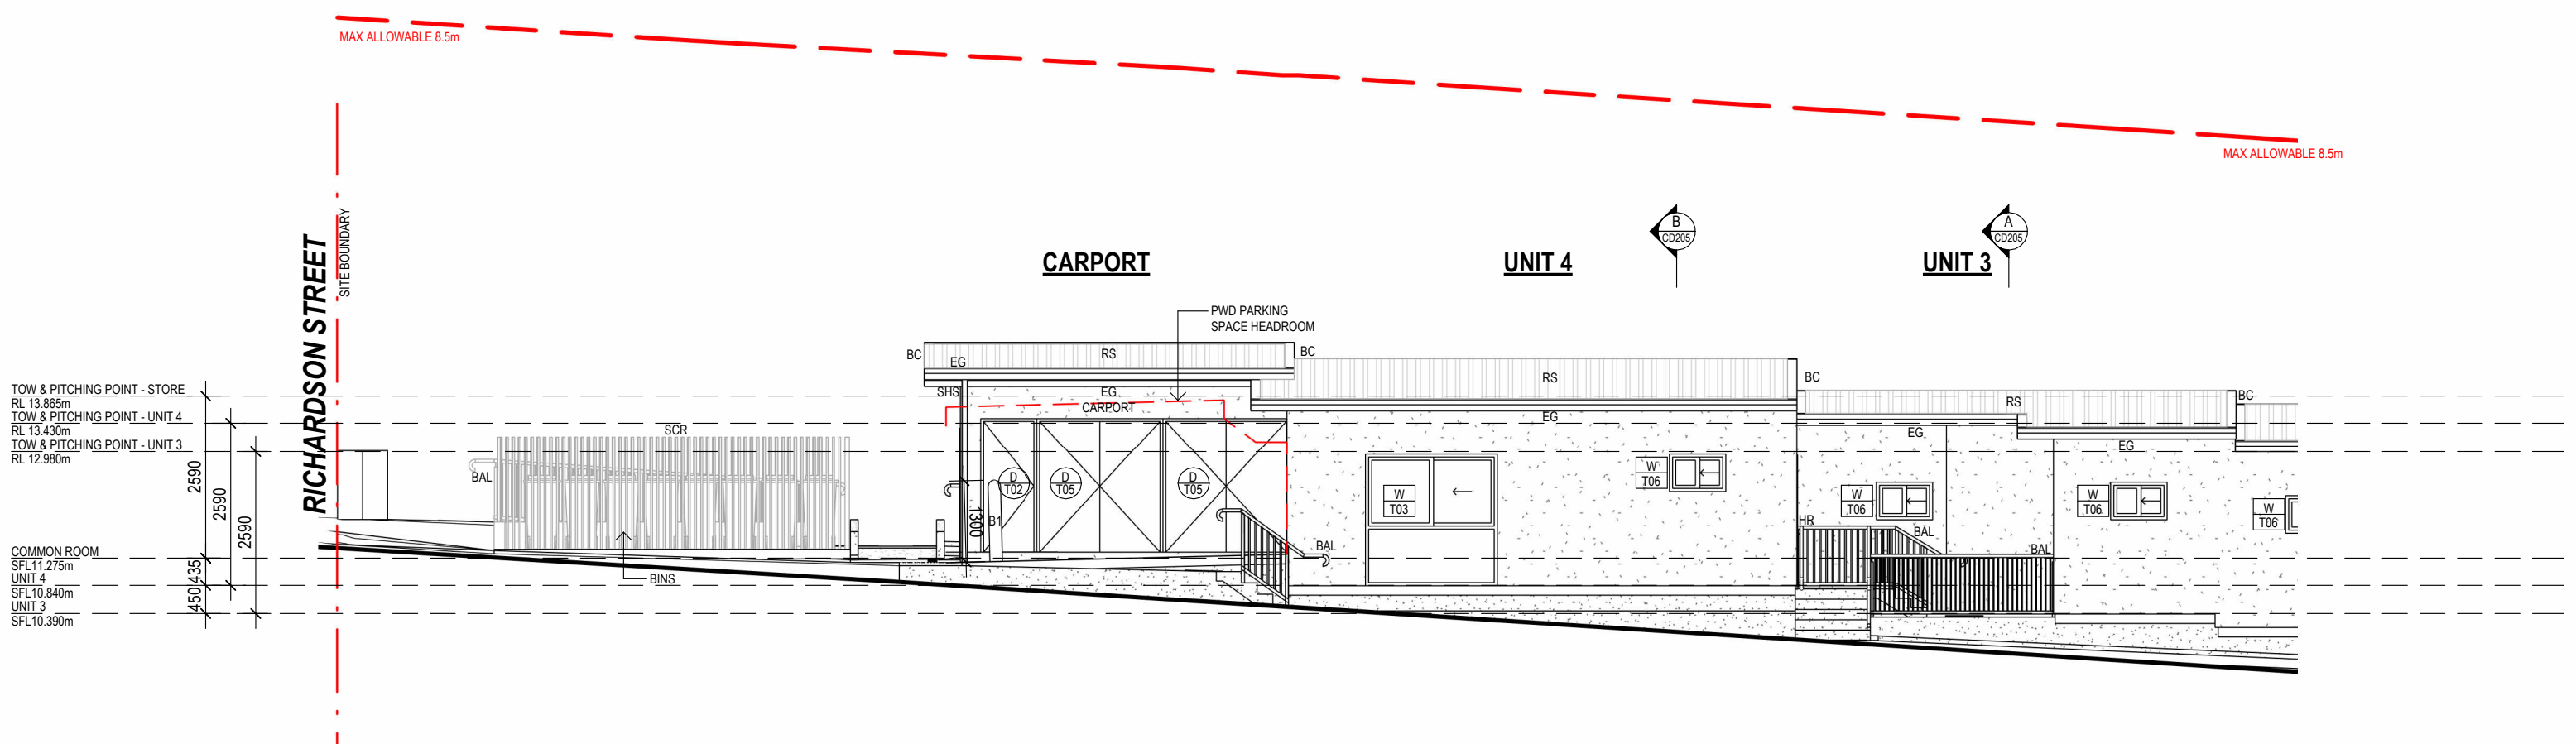 MAX ALLOWABLE 8.5m
MAX ALLOWABLE 8.5m
RICHARDSON STREET
SITE BOUNDARY
CARPORT
UNIT 4
UNIT 3
B
CD205
A
CD205
PWD PARKING
SPACE HEADROOM
BC
EG
RS
BC
RS
BC
RS
BC
TOW & PITCHING POINT - STORE
RL 13.865m
TOW & PITCHING POINT - UNIT 4
RL 13.430m
TOW & PITCHING POINT - UNIT 3
RL 12.980m
2590
2590
2590
SHS
EG
CARPORT
EG
EG
EG
SCR
BAL
D
T02
D
T05
D
T05
B1
1300
W
T03
W
T06
W
T06
W
T06
W
T06
HR
BAL
BAL
BAL
BINS
COMMON ROOM
SFL11.275m
UNIT 4
SFL10.840m
UNIT 3
SFL10.390m
435
450